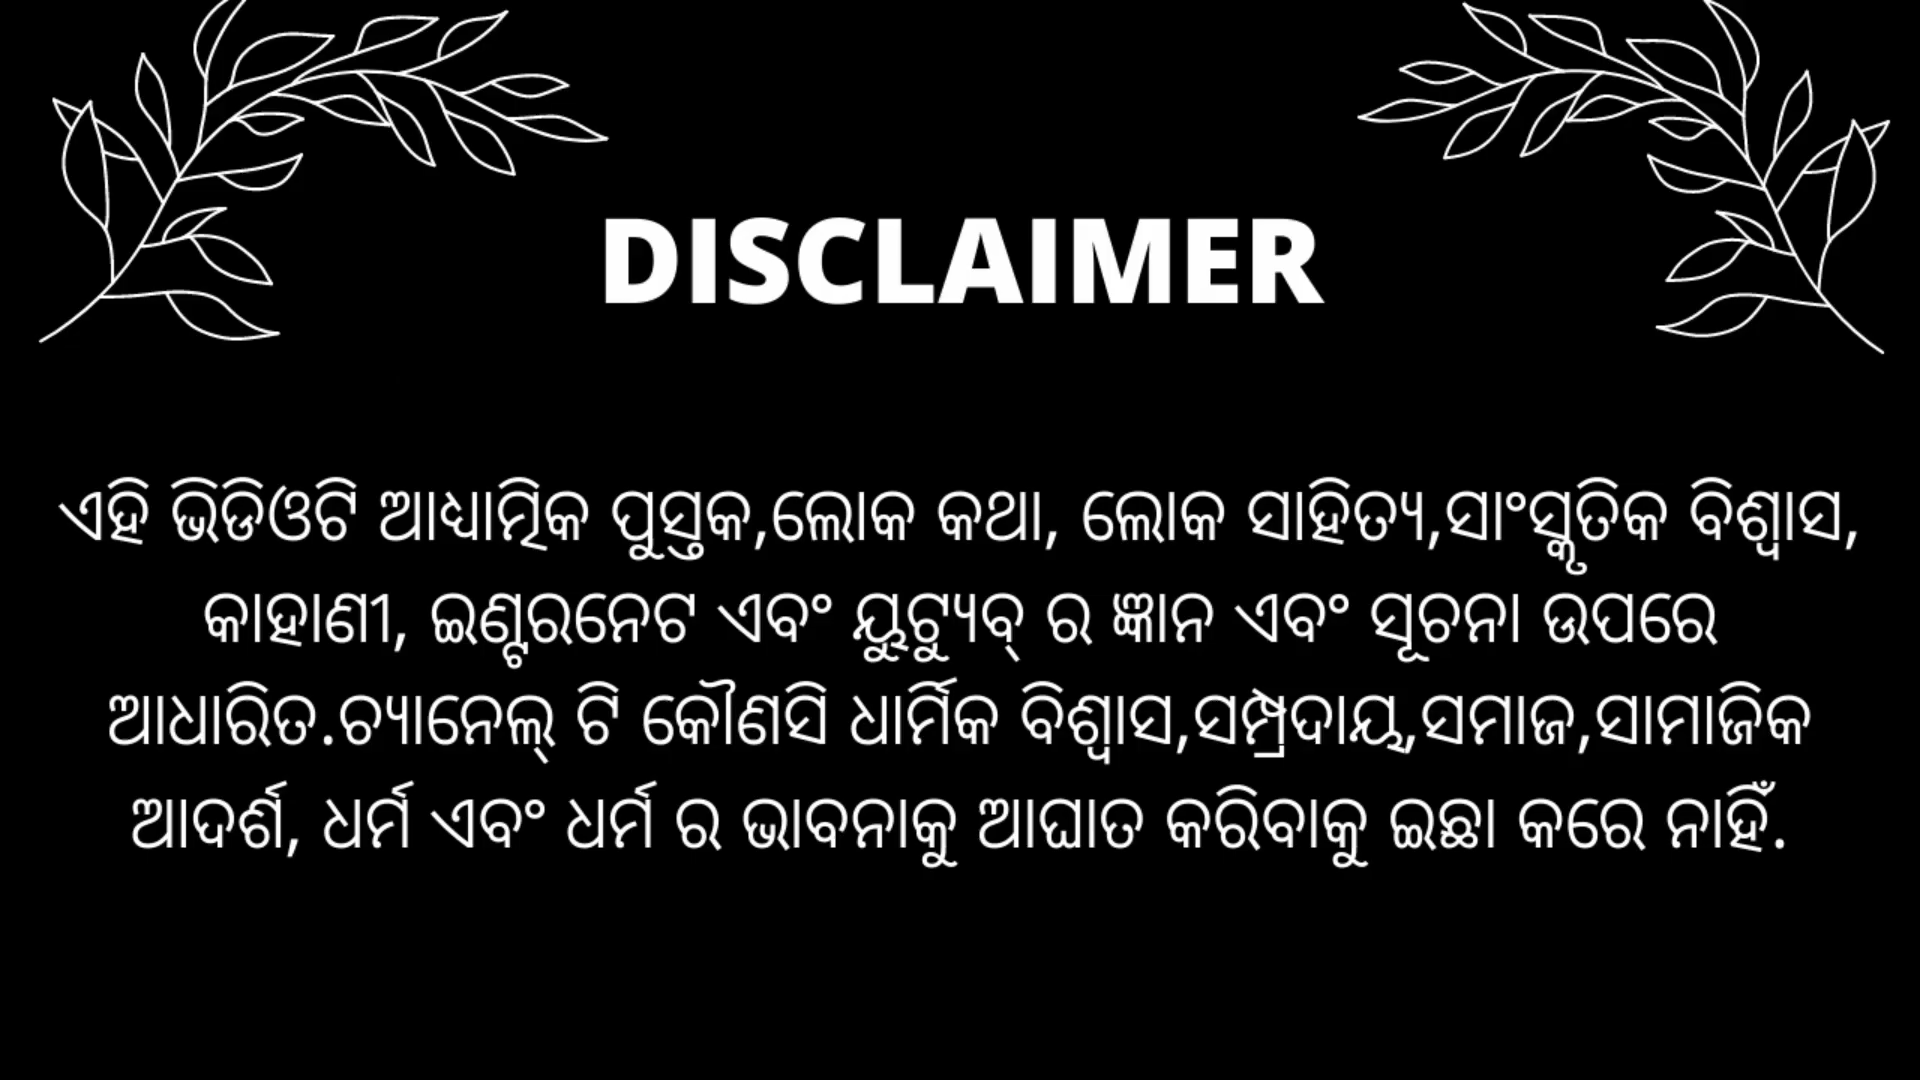 DISCLAIMER
ଏହି ଭିଡିଓଟି ଆଧ୍ୟାତ୍ମିକ ପୁସ୍ତକ,ଲୋକ କଥା, ଲୋକ ସାହିତ୍ୟ,ସାଂସ୍କୃତିକ ବିଶ୍ୱାସ,
କାହାଣୀ, ଇଣ୍ଟରନେଟ ଏବଂ ୟୁଟ୍ୟୁବ୍ ର ଜ୍ଞାନ ଏବଂ ସୂଚନା ଉପରେ
ଆଧାରିତ.ଚ୍ୟାନେଲ୍ ଟି କୌଣସି ଧାର୍ମିକ ବିଶ୍ୱାସ,ସମ୍ପ୍ରଦାୟ,ସମାଜ,ସାମାଜିକ
ଆଦର୍ଶ, ଧର୍ମ ଏବଂ ଧର୍ମ ର ଭାବନାକୁ ଆଘାତ କରିବାକୁ ଇଛା କରେ ନାହିଁ.